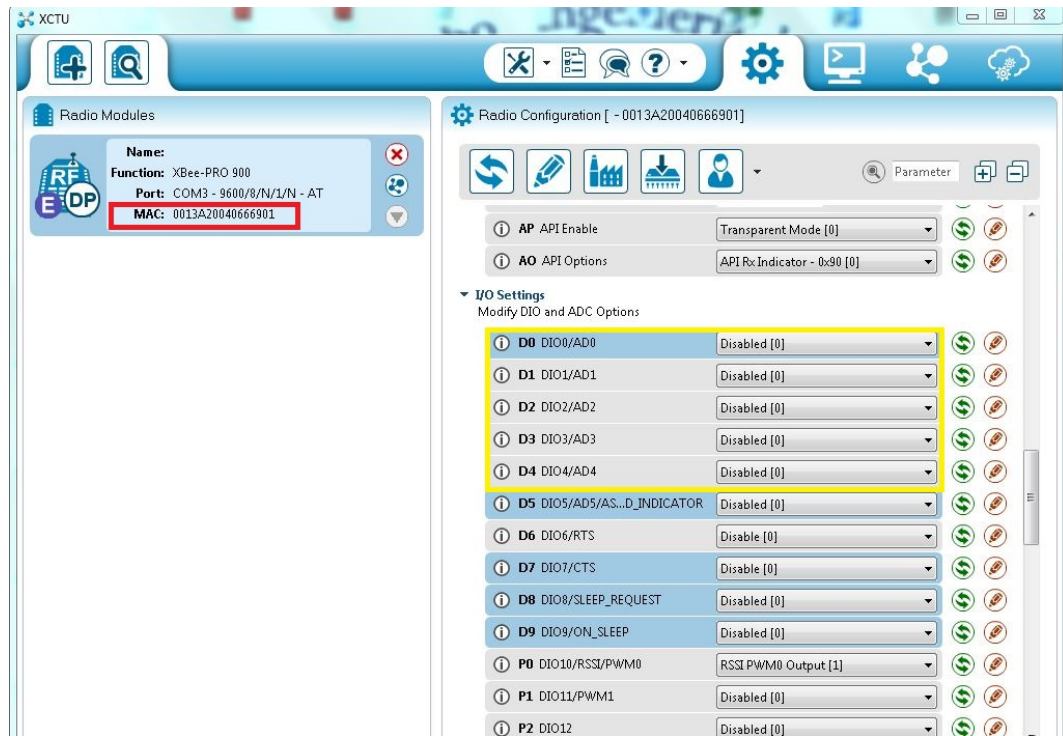 XCTU
Radio Modules
Name:
Function: XBee-PRO 900
Port: COM3 - 9600/8/N/1/N - AT
MAC: 0013A20040666901
RF
E
DP
Radio Configuration [ - 0013A20040666901]
Parameter
AP API Enable Transparent Mode [0]
AO API Options API Rx Indicator - 0x90 [0]
I/O Settings
Modify DIO and ADC Options
D0 DIO0/AD0 Disabled [0]
D1 DIO1/AD1 Disabled [0]
D2 DIO2/AD2 Disabled [0]
D3 DIO3/AD3 Disabled [0]
D4 DIO4/AD4 Disabled [0]
D5 DIO5/AD5/AS...D_INDICATOR Disabled [0]
D6 DIO6/RTS Disable [0]
D7 DIO7/CTS Disable [0]
D8 DIO8/SLEEP_REQUEST Disabled [0]
D9 DIO9/ON_SLEEP Disabled [0]
P0 DIO10/RSSI/PWM0 RSSI PWM0 Output [1]
P1 DIO11/PWM1 Disabled [0]
P2 DIO12 Disabled [0]